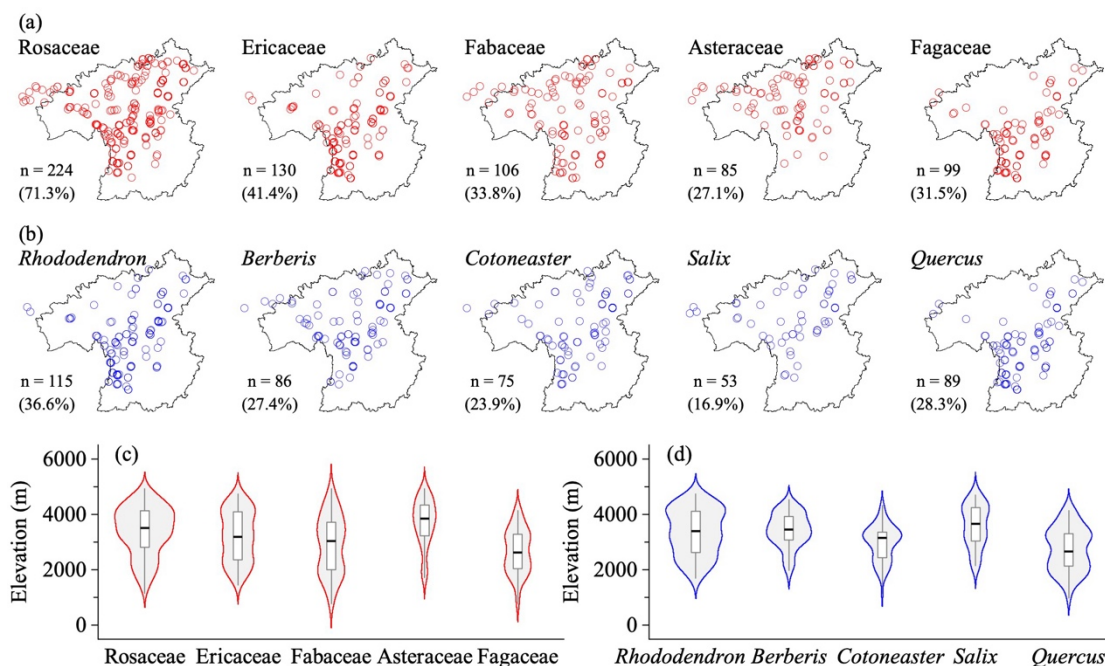 (a)
Rosaceae Ericaceae Fabaceae Asteraceae Fagaceae
n = 224 n = 130 n = 106 n = 85 n = 99
(71.3%) (41.4%) (33.8%) (27.1%) (31.5%)
(b)
Rhododendron Berberis Cotoneaster Salix Quercus
n = 115 n = 86 n = 75 n = 53 n = 89
(36.6%) (27.4%) (23.9%) (16.9%) (28.3%)
(c)
Elevation (m)
6000
4000
2000
0
Rosaceae Ericaceae Fabaceae Asteraceae Fagaceae
(d)
Elevation (m)
6000
4000
2000
0
Rhododendron Berberis Cotoneaster Salix Quercus